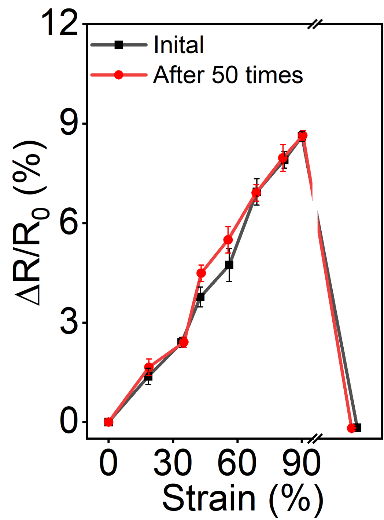 12
Inital
After 50 times
9
6
3
0
ΔR/R₀ (%)
0 30 60 90
Strain (%)